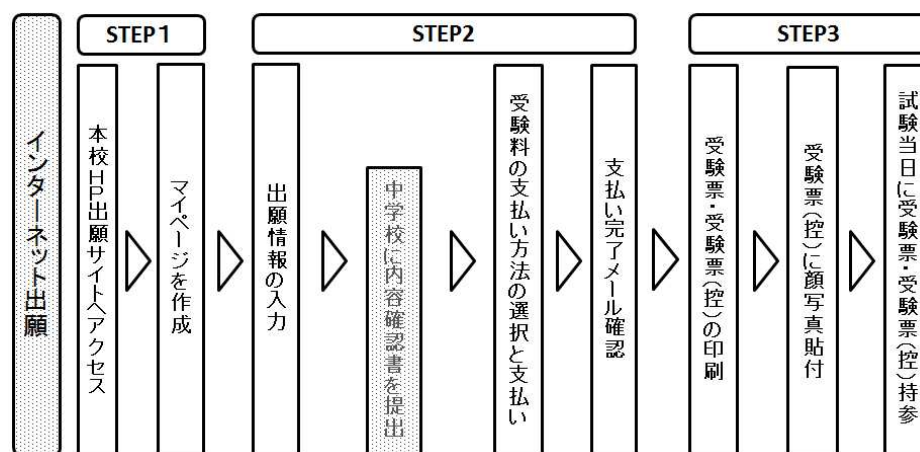 インターネット出願
STEP1
本校HP出願サイトへアクセス
マイページを作成
STEP2
出願情報の入力
中学校に内容確認書を提出
受験料の支払い方法の選択と支払い
支払い完了メール確認
STEP3
受験票・受験票(控)の印刷
受験票(控)に顔写真貼付
試験当日に受験票・受験票(控)持参